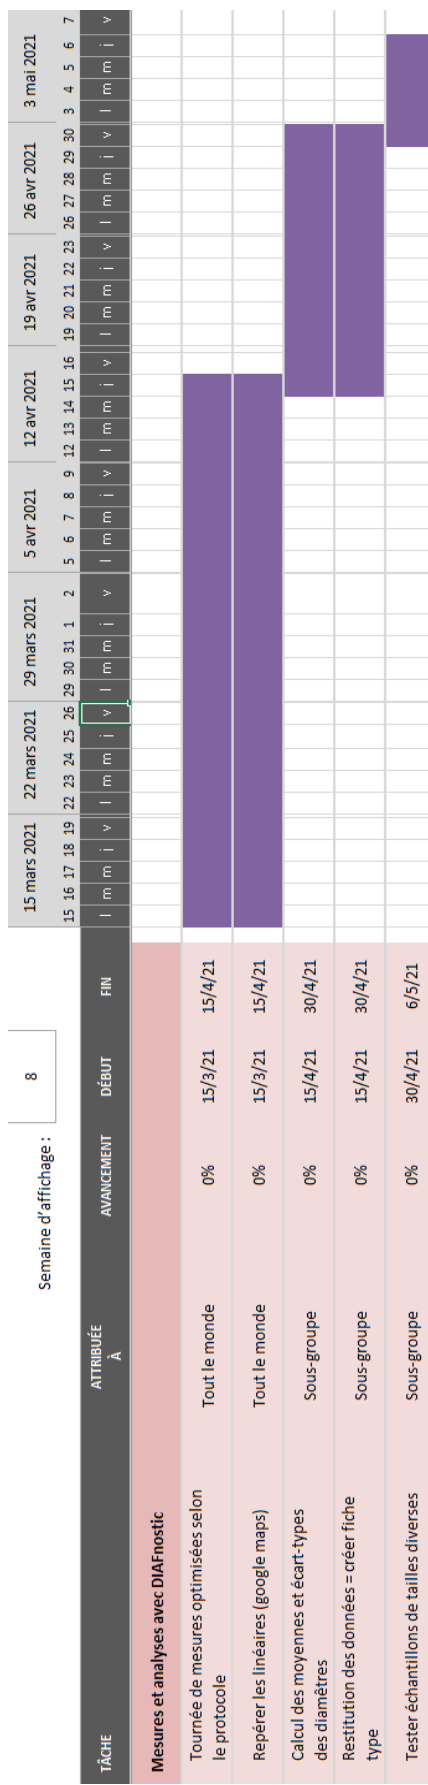 Semaine d'affichage :
8
15 mars 2021 22 mars 2021 29 mars 2021 5 avr 2021 12 avr 2021 19 avr 2021 26 avr 2021 3 mai 2021
15 16 17 18 19 22 23 24 25 26 29 30 31 1 2 5 6 7 8 9 12 13 14 15 16 19 20 21 22 23 26 27 28 29 30 3 4 5 6 7
TÂCHE ATTRIBUÉE À AVANCEMENT DÉBUT FIN l m m j v l m m j v l m m j v l m m j v l m m j v l m m j v l m m j v l m m j v
Mesures et analyses avec DIAFnostic
Tournée de mesures optimisées selon
le protocole
Tout le monde 0% 15/3/21 15/4/21
Repérer les linéaires (google maps) Tout le monde 0% 15/3/21 15/4/21
Calcul des moyennes et écart-types
des diamêtres
Sous-groupe 0% 15/4/21 30/4/21
Restitution des données = créer fiche
type
Sous-groupe 0% 15/4/21 30/4/21
Tester échantillons de tailles diverses Sous-groupe 0% 30/4/21 6/5/21